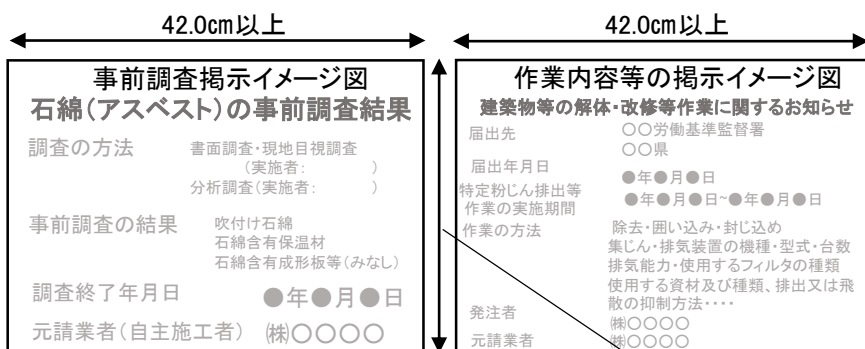 42.0cm以上
事前調査掲示イメージ図
石綿(アスベスト)の事前調査結果
調査の方法
書面調査・現地目視調査
(実施者: )
分析調査(実施者: )
事前調査の結果
吹付け石綿
石綿含有保温材
石綿含有成形板等(みなし)
調査終了年月日 ●年●月●日
元請業者(自主施工者) ㈱〇〇〇〇
42.0cm以上
作業内容等の掲示イメージ図
建築物等の解体・改修等作業に関するお知らせ
届出先
〇〇労働基準監督署
〇〇県
届出年月日
●年●月●日
特定粉じん排出等
作業の実施期間
●年●月●日~●年●月●日
作業の方法
除去・囲い込み・封じ込め
集じん・排気装置の機種・型式・台数
排気能力・使用するフィルタの種類
使用する資材及び種類、排出又は飛
散の抑制方法・・・・
発注者
㈱〇〇〇〇
元請業者
㈱〇〇〇〇